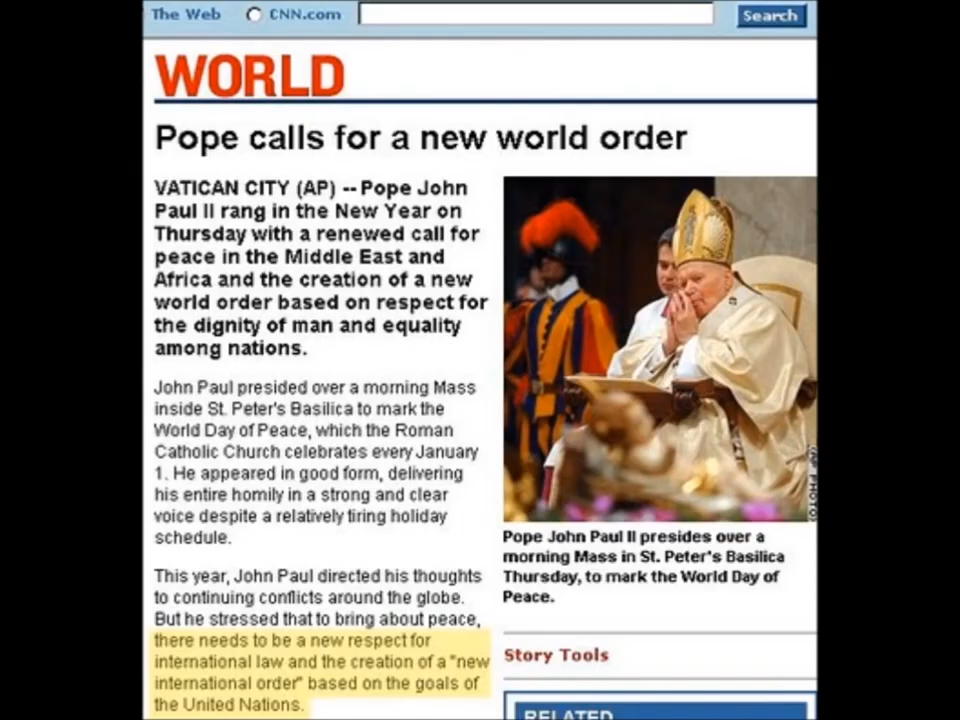 The Web CNN.com Search
WORLD
Pope calls for a new world order
VATICAN CITY (AP) -- Pope John
Paul II rang in the New Year on
Thursday with a renewed call for
peace in the Middle East and
Africa and the creation of a new
world order based on respect for
the dignity of man and equality
among nations.
John Paul presided over a morning Mass
inside St. Peter's Basilica to mark the
World Day of Peace, which the Roman
Catholic Church celebrates every January
1. He appeared in good form, delivering
his entire homily in a strong and clear
voice despite a relatively tiring holiday
schedule.
This year, John Paul directed his thoughts
to continuing conflicts around the globe.
But he stressed that to bring about peace,
there needs to be a new respect for
international law and the creation of a "new
international order" based on the goals of
the United Nations.
(AP PHOTO)
Pope John Paul II presides over a
morning Mass in St. Peter's Basilica
Thursday, to mark the World Day of
Peace.
Story Tools
RELATED